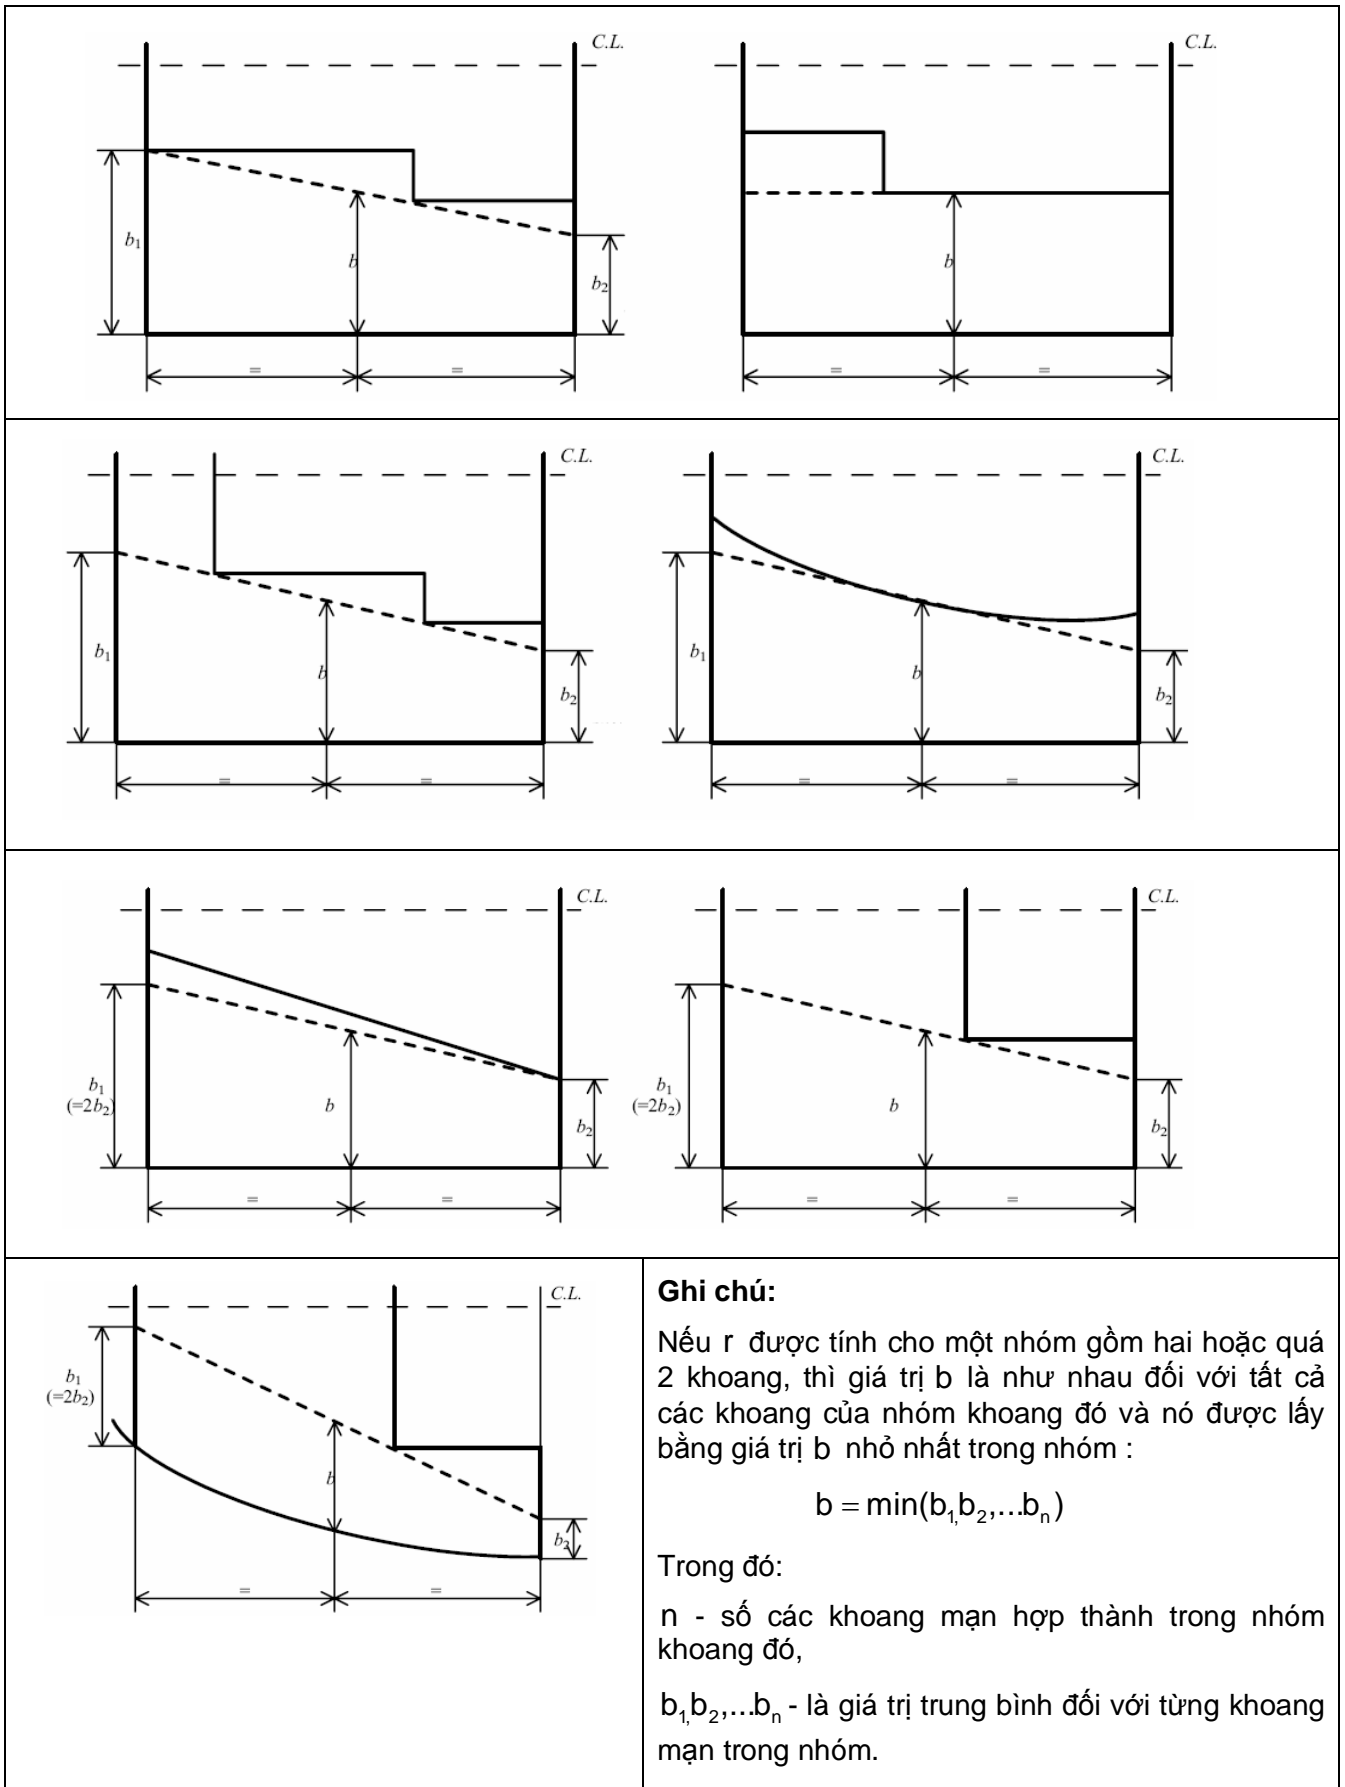 C.L.
C.L.
b1
b
b2
b
=
=
=
=
C.L.
C.L.
b1
b
b2
b1
b
b2
=
=
=
=
C.L.
C.L.
b1
(=2b2)
b
b2
b1
(=2b2)
b
b2
=
=
=
=
C.L.
b1
(=2b2)
b
b2
=
=
Ghi chú:
Nếu r được tính cho một nhóm gồm hai hoặc quá
2 khoang, thì giá trị b là như nhau đối với tất cả
các khoang của nhóm khoang đó và nó được lấy
bằng giá trị b nhỏ nhất trong nhóm :
b = min(b1,b2,...bn)
Trong đó:
n - số các khoang mạn hợp thành trong nhóm
khoang đó,
b1,b2,...bn - là giá trị trung bình đối với từng khoang
mạn trong nhóm.